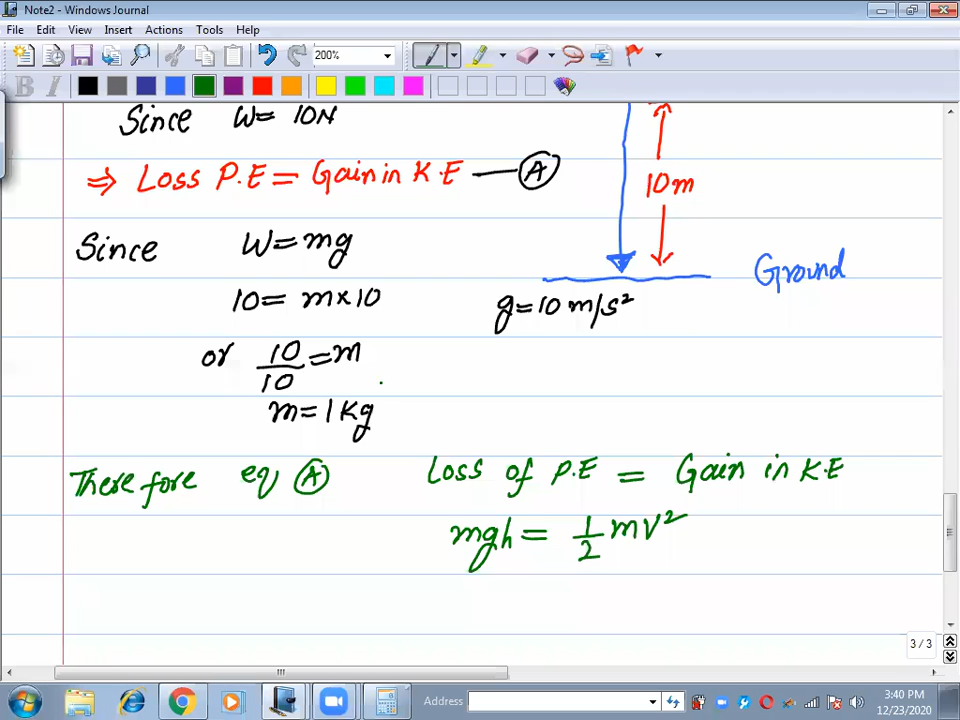 Note2 - Windows Journal
File Edit View Insert Actions Tools Help
200%
B I
Since W = 10N
⇒ Loss P.E = Gain in K.E — Ⓐ
10m
Since W = mg
Ground
10 = m × 10
g = 10 m/s²
or 10/10 = m
m = 1 Kg
Therefore eq Ⓐ Loss of P.E = Gain in K.E
mgh = 1/2 mv²
3 / 3
Address
3:40 PM
12/23/2020